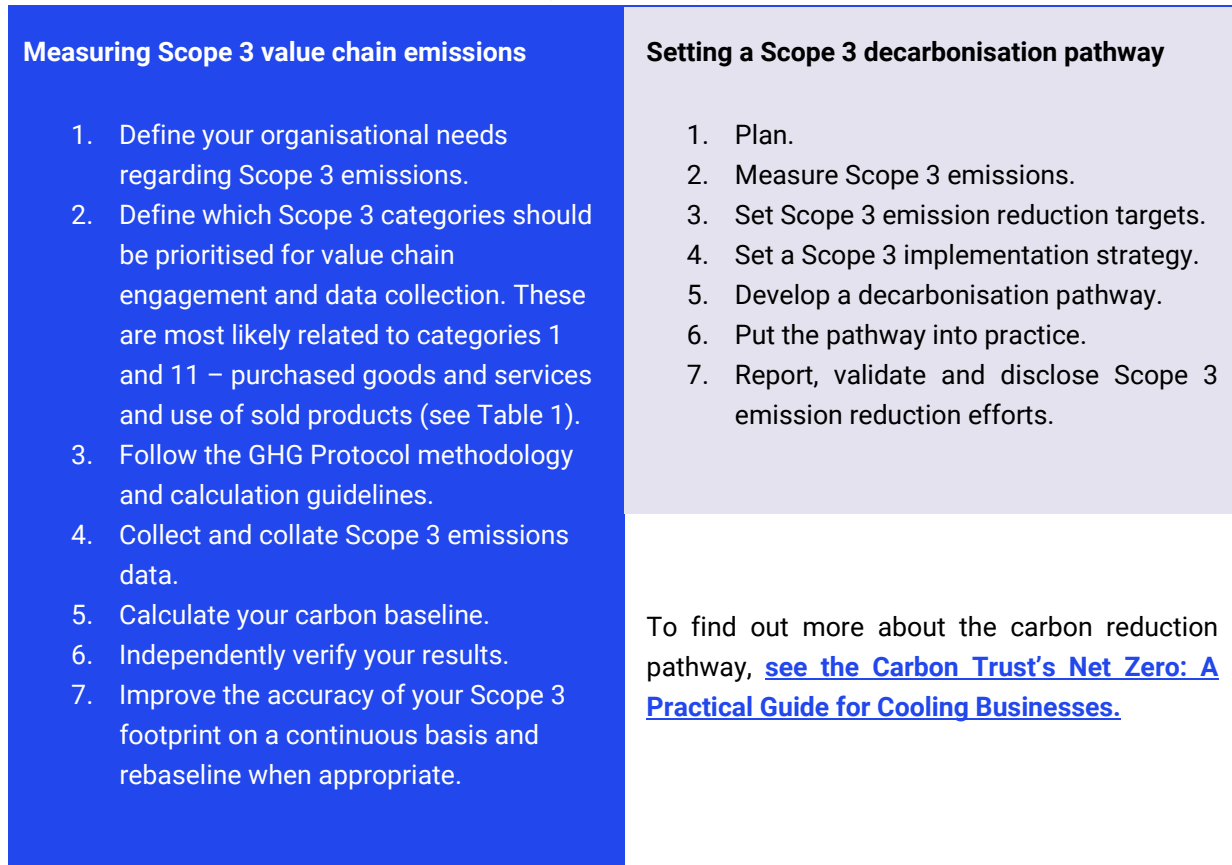 Measuring Scope 3 value chain emissions
1. Define your organisational needs
regarding Scope 3 emissions.
2. Define which Scope 3 categories should
be prioritised for value chain
engagement and data collection. These
are most likely related to categories 1
and 11 – purchased goods and services
and use of sold products (see Table 1).
3. Follow the GHG Protocol methodology
and calculation guidelines.
4. Collect and collate Scope 3 emissions
data.
5. Calculate your carbon baseline.
6. Independently verify your results.
7. Improve the accuracy of your Scope 3
footprint on a continuous basis and
rebaseline when appropriate.
Setting a Scope 3 decarbonisation pathway
1. Plan.
2. Measure Scope 3 emissions.
3. Set Scope 3 emission reduction targets.
4. Set a Scope 3 implementation strategy.
5. Develop a decarbonisation pathway.
6. Put the pathway into practice.
7. Report, validate and disclose Scope 3
emission reduction efforts.
To find out more about the carbon reduction
pathway, see the Carbon Trust’s Net Zero: A
Practical Guide for Cooling Businesses.